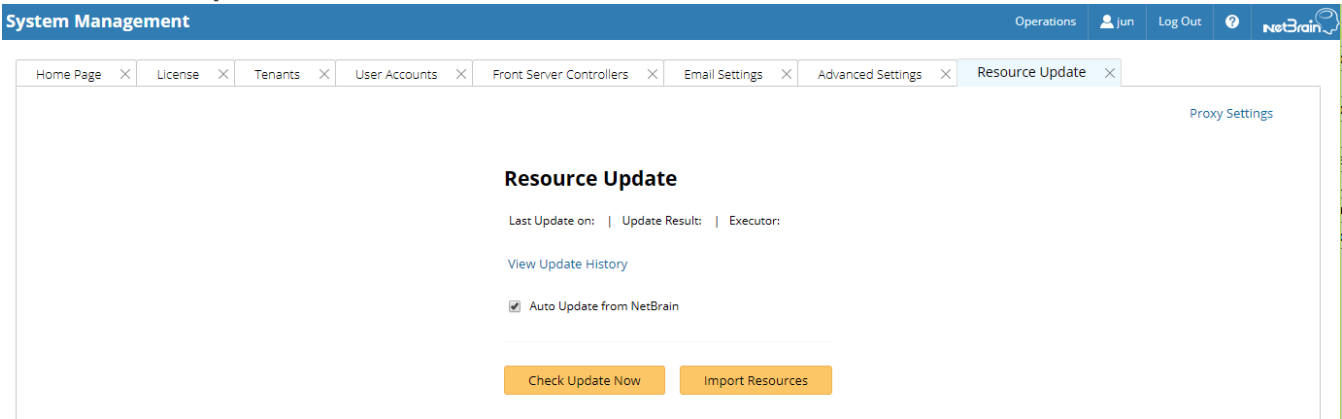 System Management Operations jun Log Out ? NetBrain
Home Page License Tenants User Accounts Front Server Controllers Email Settings Advanced Settings Resource Update
Proxy Settings
Resource Update
Last Update on: | Update Result: | Executor:
View Update History
Auto Update from NetBrain
Check Update Now Import Resources